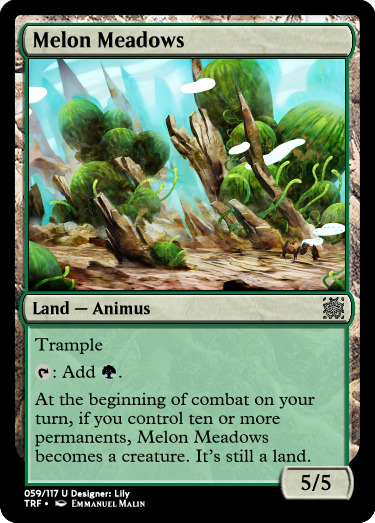 Melon Meadows
Land — Animus
Trample
: Add .
At the beginning of combat on your
turn, if you control ten or more
permanents, Melon Meadows
becomes a creature. It's still a land.
5/5
059/117 U Designer: Lily
TRF • Emmanuel Malin